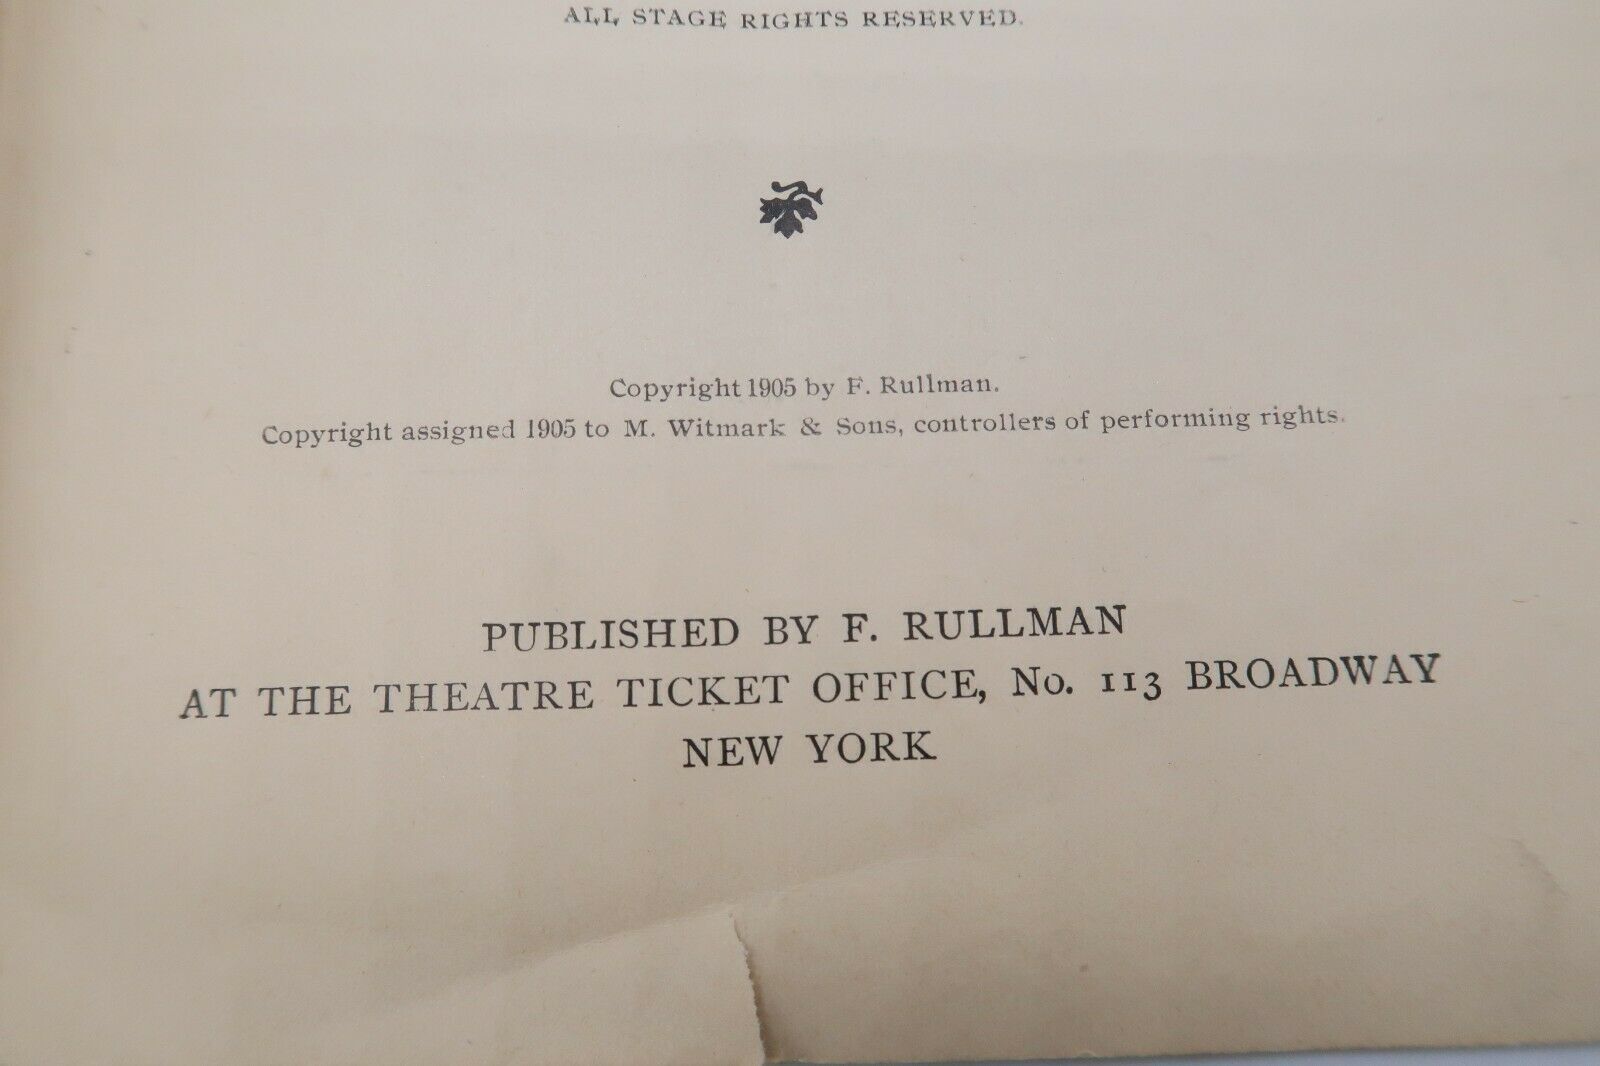 ALL STAGE RIGHTS RESERVED.
Copyright 1905 by F. Rullman.
Copyright assigned 1905 to M. Witmark & Sons, controllers of performing rights.
PUBLISHED BY F. RULLMAN
AT THE THEATRE TICKET OFFICE, No. 113 BROADWAY
NEW YORK